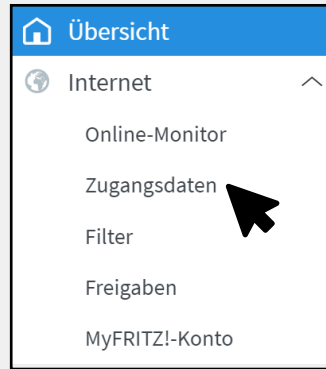 Übersicht
Internet
Online-Monitor
Zugangsdaten
Filter
Freigaben
MyFRITZ!-Konto